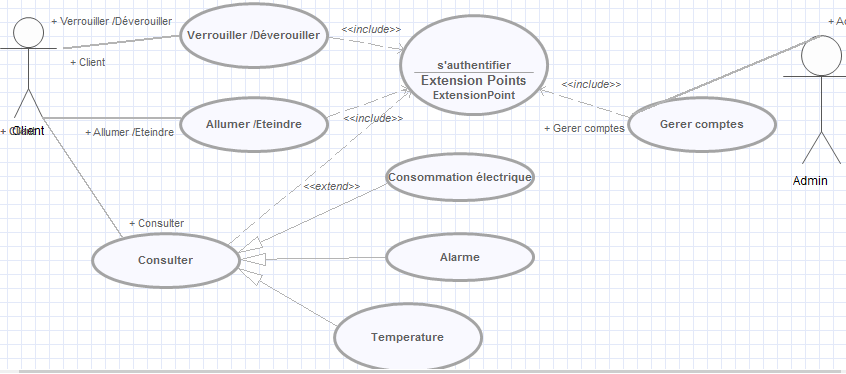 + Verrouiller /Déverouiller
Verrouiller /Déverouiller
<<include>>
+ Client
s'authentifier
Extension Points
ExtensionPoint
<<include>>
Allumer /Eteindre
+ Allumer /Eteindre
<<include>>
+ Gerer comptes
Gerer comptes
Client
Admin
Consommation électrique
<<extend>>
+ Consulter
Consulter
Alarme
Temperature